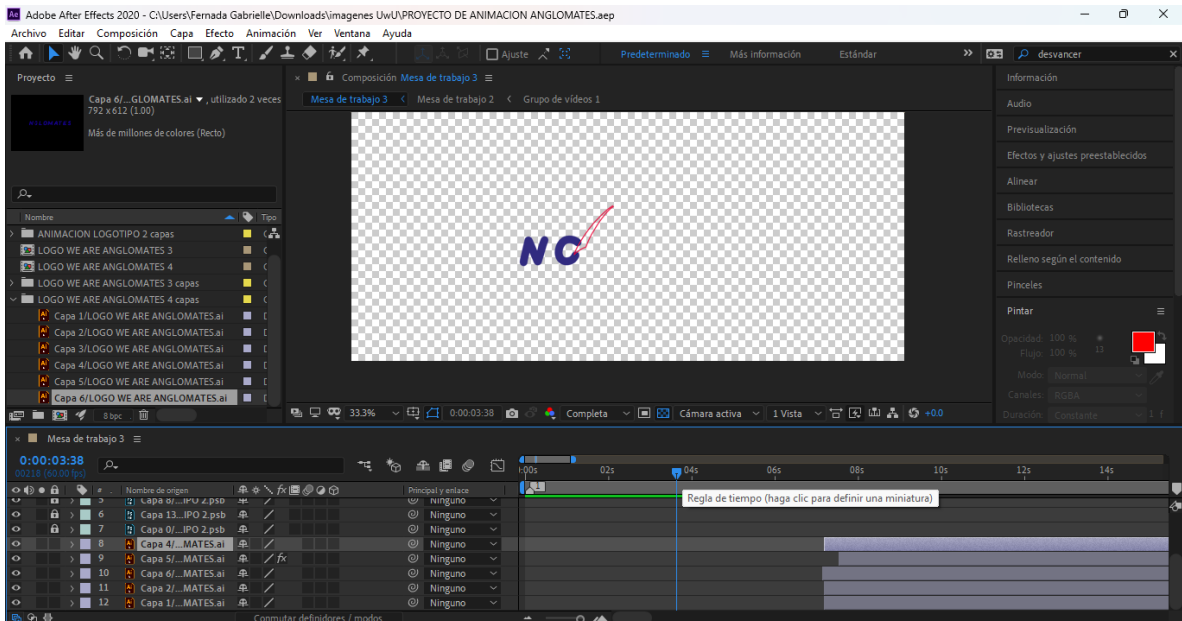 Adobe After Effects 2020 - C:\Users\Fernada Gabrielle\Downloads\imagenes UwU\PROYECTO DE ANIMACION ANGLOMATES.aep
Archivo Editar Composición Capa Efecto Animación Ver Ventana Ayuda
Ajuste Predeterminado Más información Estándar desvancer
Proyecto
Composición Mesa de trabajo 3
Información
Capa 6/...GLOMATES.ai , utilizado 2 veces
792 x 612 (1.00)
Más de millones de colores (Recto)
Mesa de trabajo 3 Mesa de trabajo 2 Grupo de vídeos 1
Audio
Previsualización
Efectos y ajustes preestablecidos
Alinear
Bibliotecas
Nombre Tipo
ANIMACION LOGOTIPO 2 capas
Rastreador
LOGO WE ARE ANGLOMATES 3
NC
LOGO WE ARE ANGLOMATES 4
Relleno según el contenido
LOGO WE ARE ANGLOMATES 3 capas
Pinceles
LOGO WE ARE ANGLOMATES 4 capas
Capa 1/LOGO WE ARE ANGLOMATES.ai
Pintar
Capa 2/LOGO WE ARE ANGLOMATES.ai
Capa 3/LOGO WE ARE ANGLOMATES.ai
Opacidad: 100 %
Flujo: 100 % 13
Capa 4/LOGO WE ARE ANGLOMATES.ai
Modo: Normal
Capa 5/LOGO WE ARE ANGLOMATES.ai
Canales: RGBA
Capa 6/LOGO WE ARE ANGLOMATES.ai
Duración: Constante 1 f
8 bpc
33.3% 0:00:03:38 Completa Cámara activa 1 Vista +0.0
Mesa de trabajo 3
0:00:03:38
00218 (60.00 fps)
:00s 02s 04s 06s 08s 10s 12s 14s
# Nombre de origen Principal y enlace
1
Regla de tiempo (haga clic para definir una miniatura)
5 Capa 8/...IPO 2.psb Ninguno
6 Capa 13...IPO 2.psb Ninguno
7 Capa 0/...IPO 2.psb Ninguno
8 Capa 4/...MATES.ai Ninguno
9 Capa 5/...MATES.ai fx Ninguno
10 Capa 6/...MATES.ai Ninguno
11 Capa 2/...MATES.ai Ninguno
12 Capa 1/...MATES.ai Ninguno
Conmutar definidores / modos